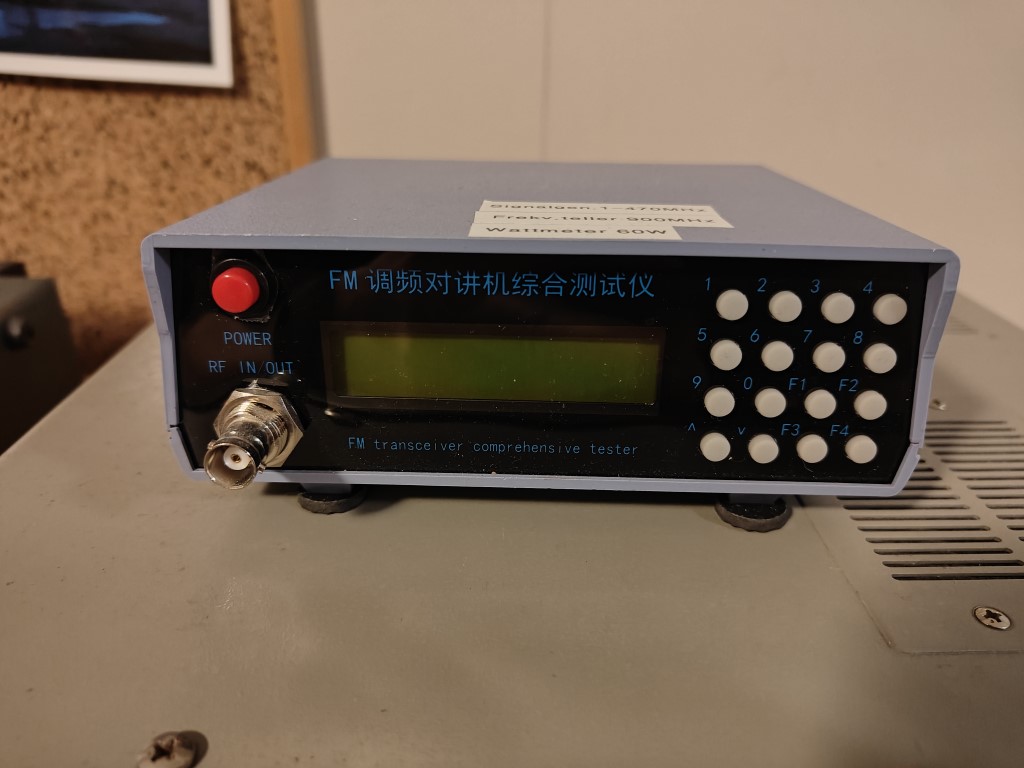 Signalgen.1-470MHz
Frekv.teller 900MHz
Wattmeter 60W
FM 调频对讲机综合测试仪
POWER
RF IN/OUT
FM transceiver comprehensive tester
1 2 3 4
5 6 7 8
9 0 F1 F2
^ v F3 F4